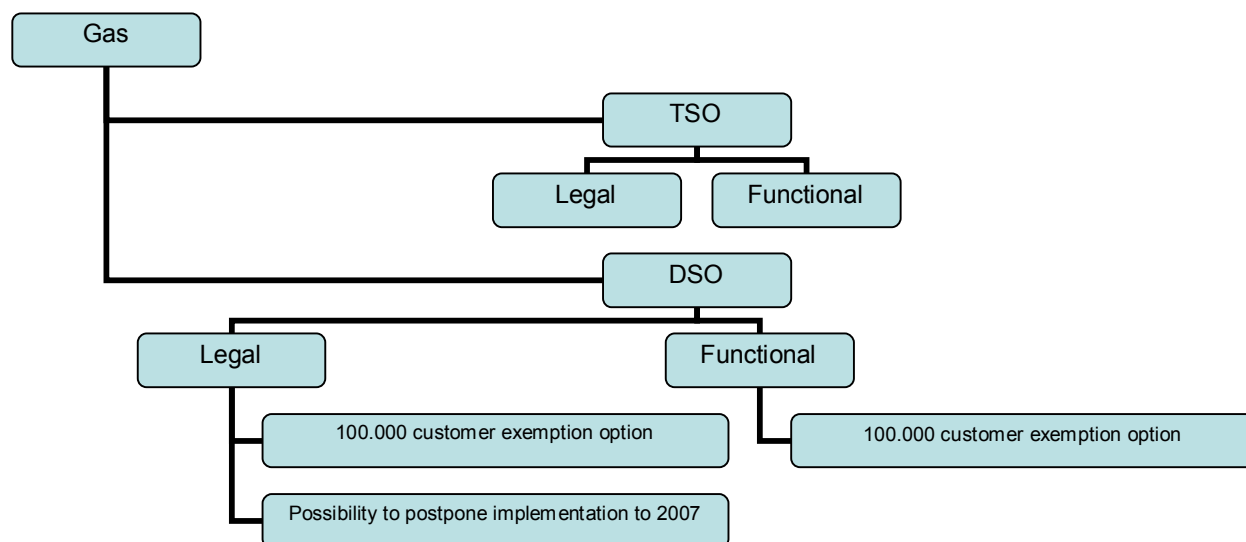 Gas
TSO
Legal
Functional
DSO
Legal
Functional
100.000 customer exemption option
100.000 customer exemption option
Possibility to postpone implementation to 2007